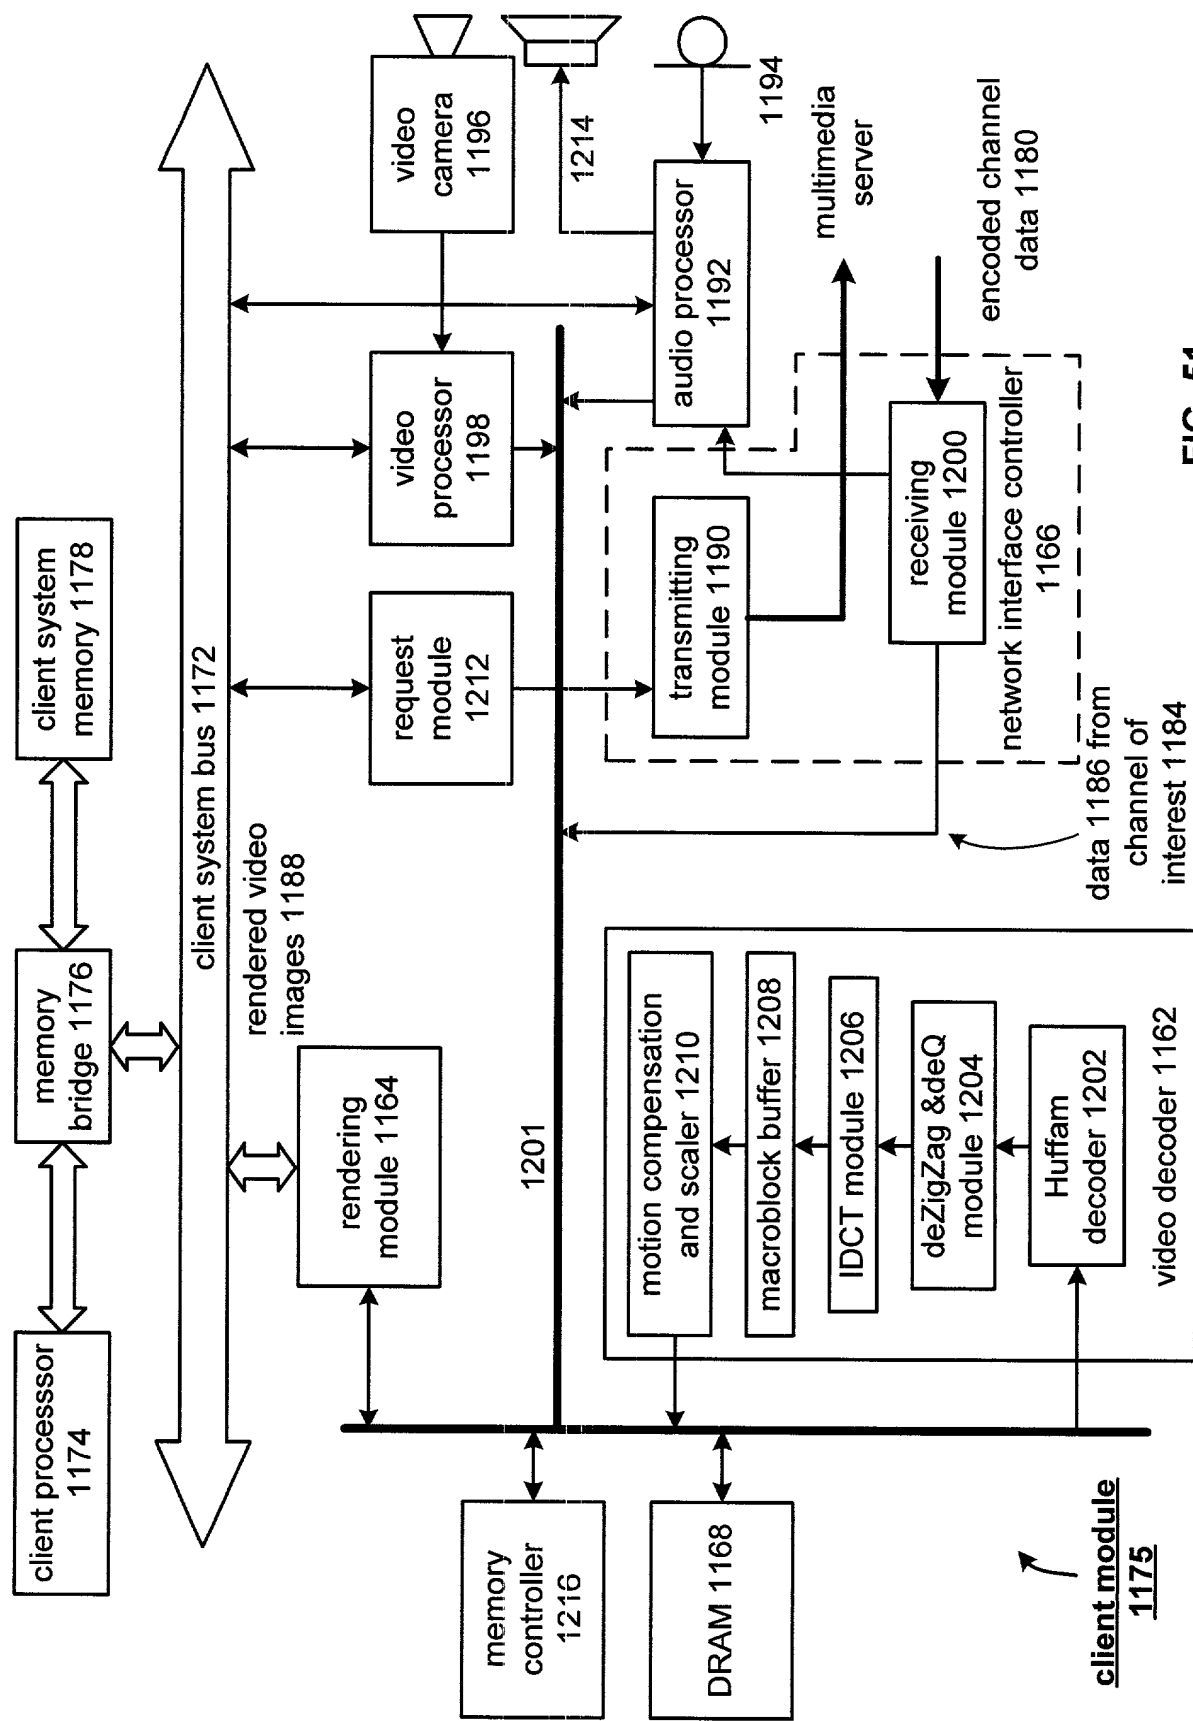 client processsor
1174
memory
bridge 1176
client system
memory 1178
client system bus 1172
rendered video
images 1188
rendering
module 1164
request
module
1212
video
processor
1198
video
camera
1196
1214
1201
memory
controller
1216
DRAM 1168
motion compensation
and scaler 1210
macroblock buffer 1208
IDCT module 1206
deZigZag &deQ
module 1204
Huffam
decoder 1202
video decoder 1162
transmitting
module 1190
audio processor
1192
1194
multimedia
server
receiving
module 1200
network interface controller
1166
encoded channel
data 1180
data 1186 from
channel of
interest 1184
client module
1175
FIG. 51